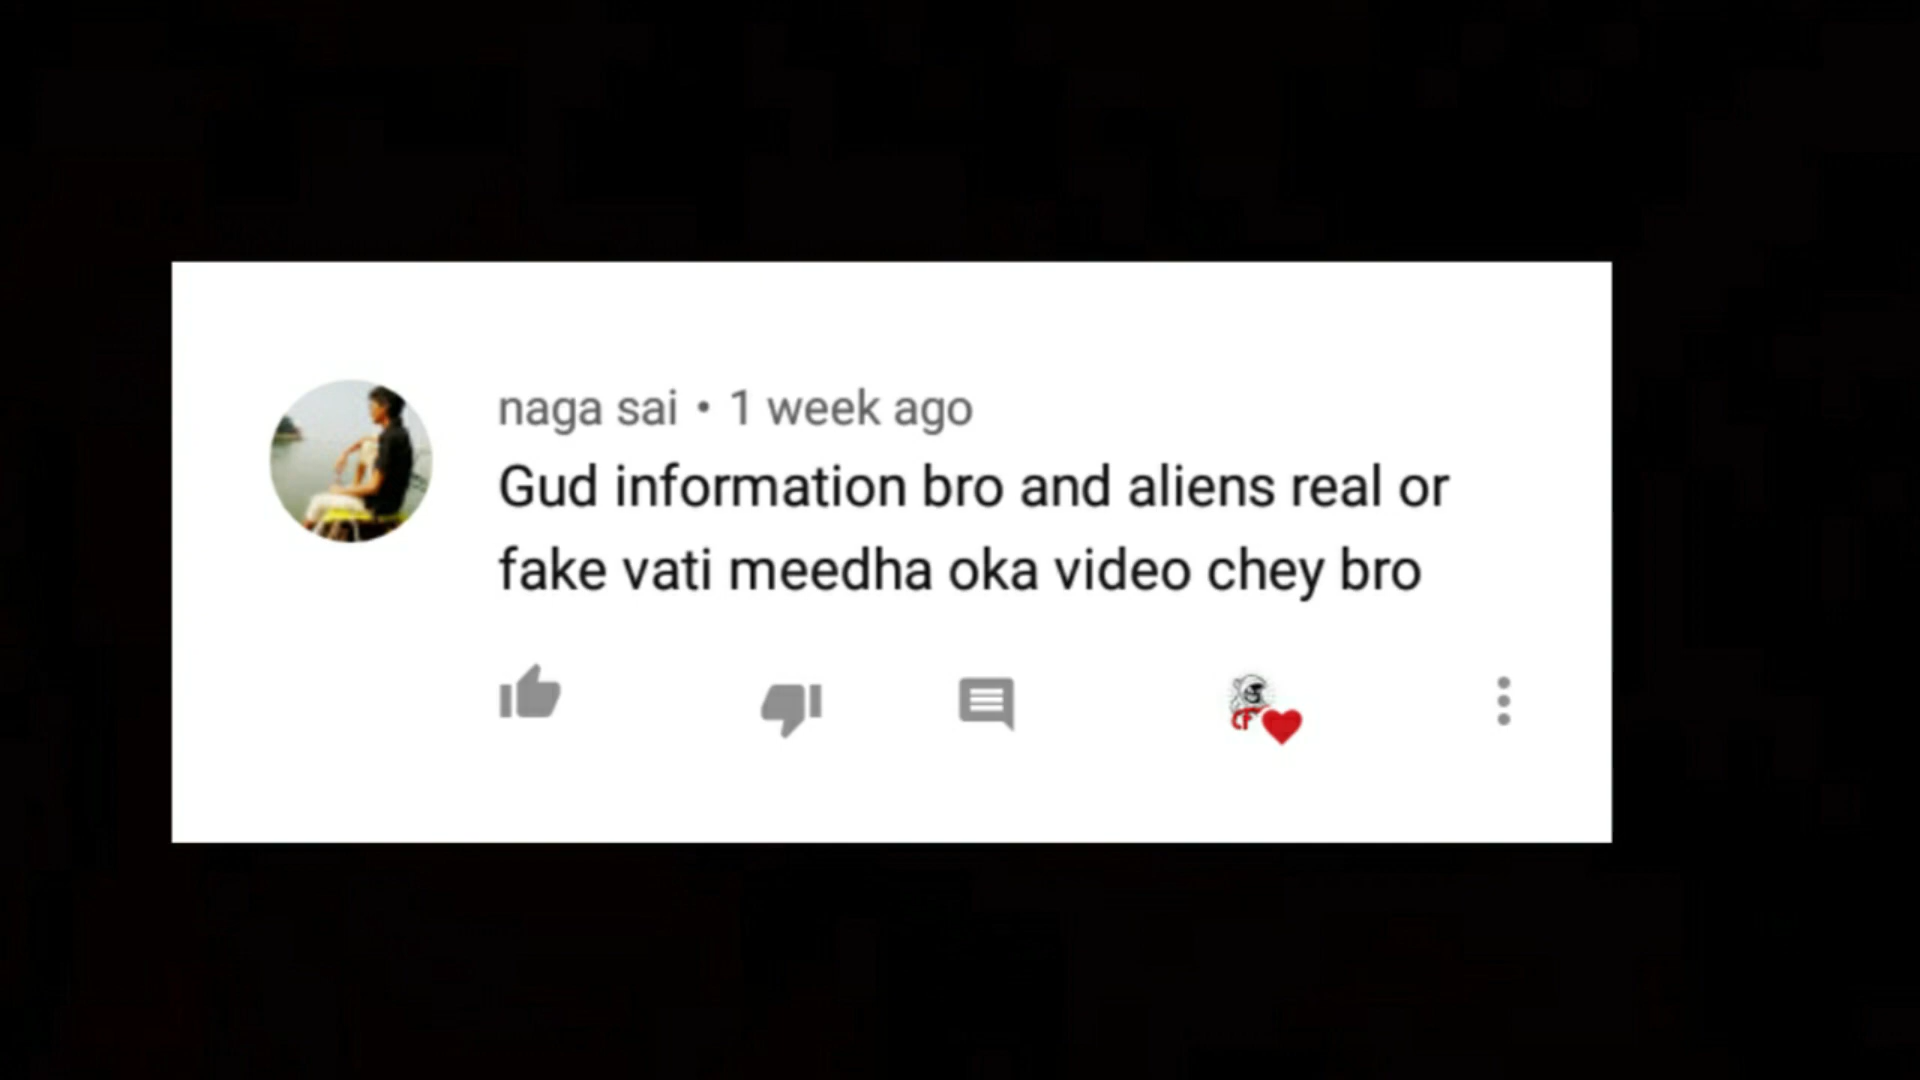 naga sai • 1 week ago
Gud information bro and aliens real or
fake vati meedha oka video chey bro
CF